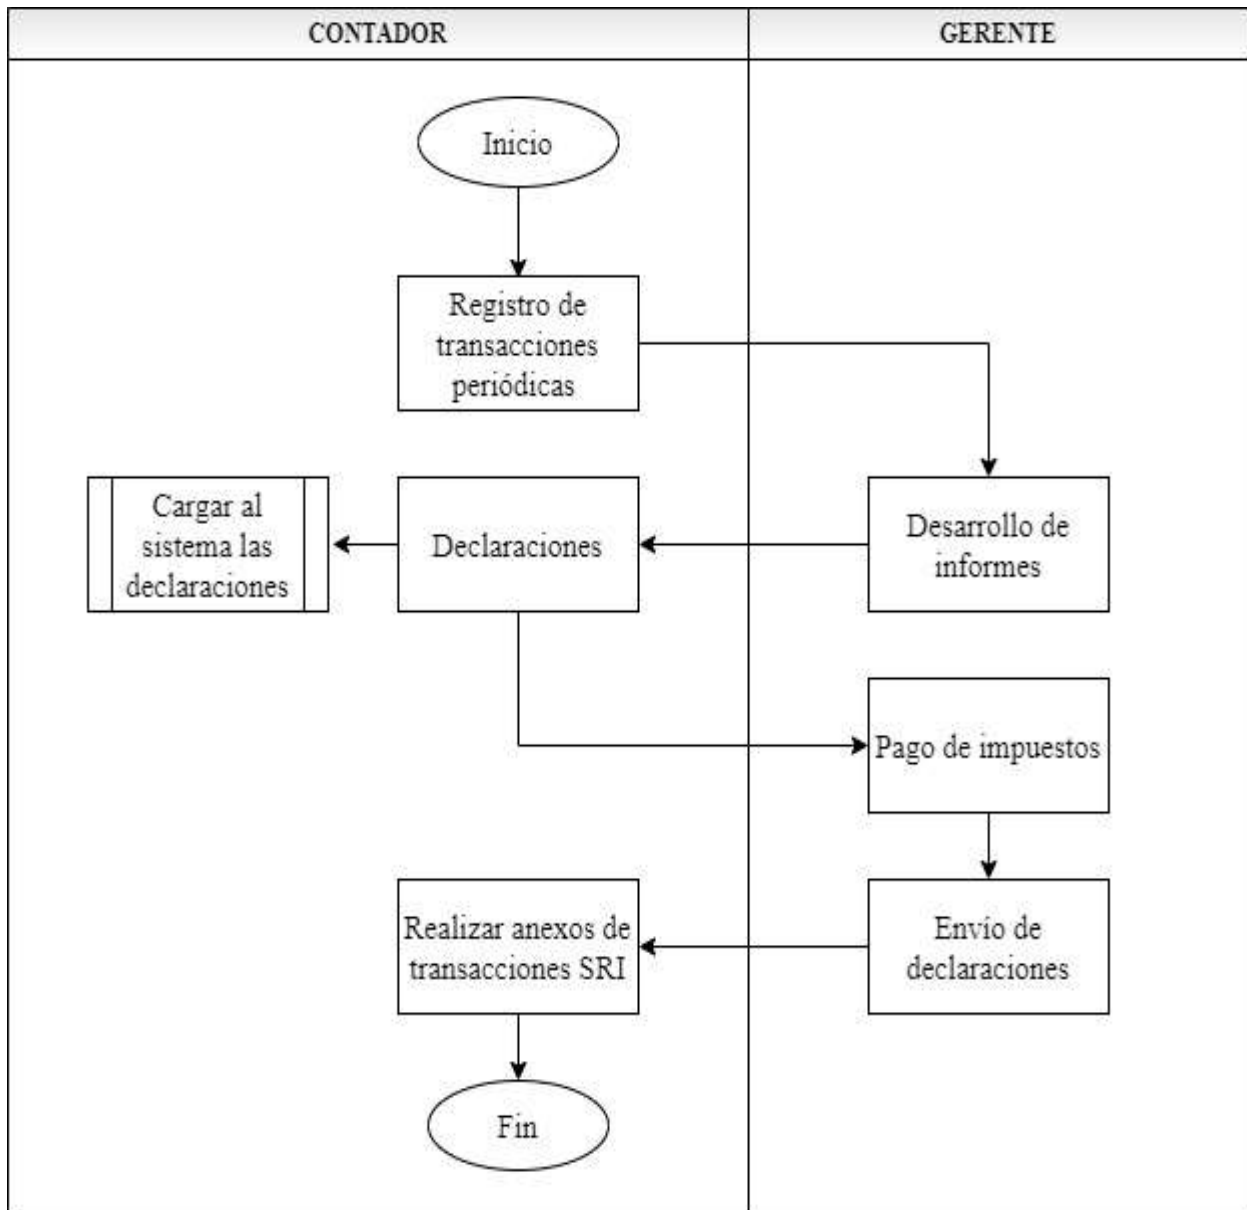 CONTADOR
GERENTE
Inicio
Registro de
transacciones
periódicas
Cargar al
sistema las
declaraciones
Declaraciones
Desarrollo de
informes
Pago de impuestos
Realizar anexos de
transacciones SRI
Envío de
declaraciones
Fin